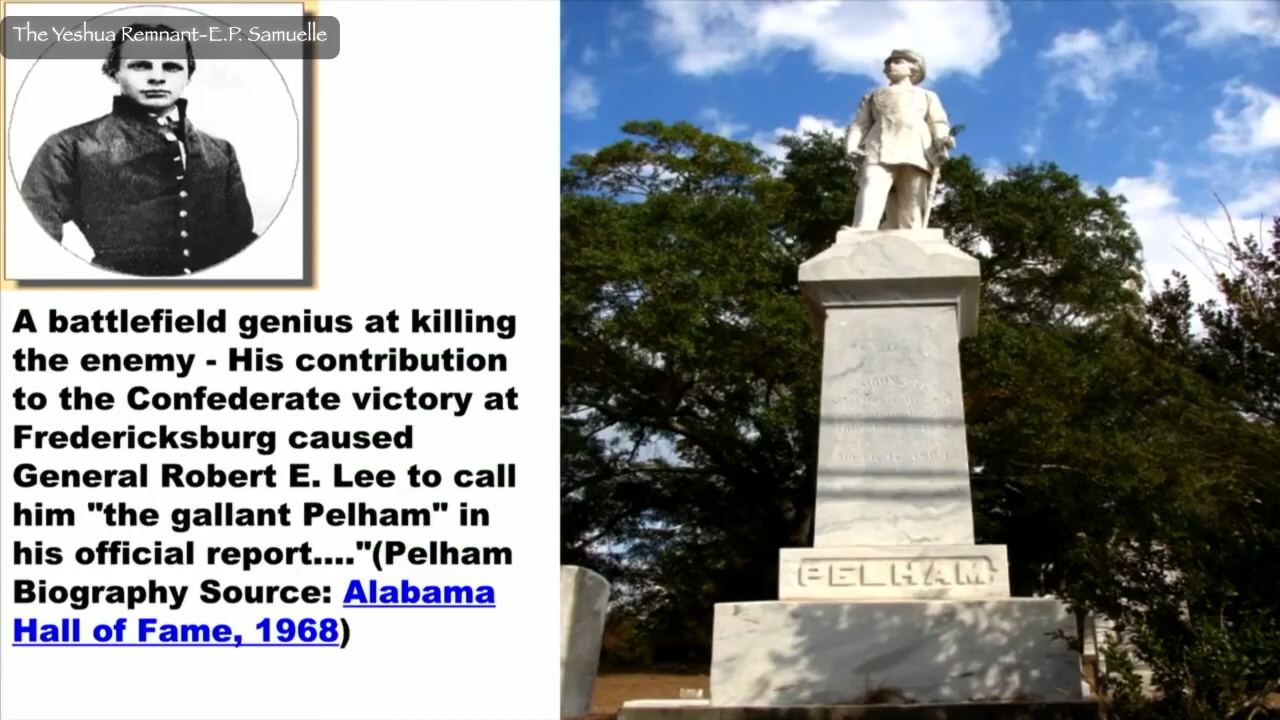 The Yeshua Remnant-E.P. Samuelle
A battlefield genius at killing
the enemy - His contribution
to the Confederate victory at
Fredericksburg caused
General Robert E. Lee to call
him "the gallant Pelham" in
his official report...."(Pelham
Biography Source: Alabama
Hall of Fame, 1968)
PELHAM